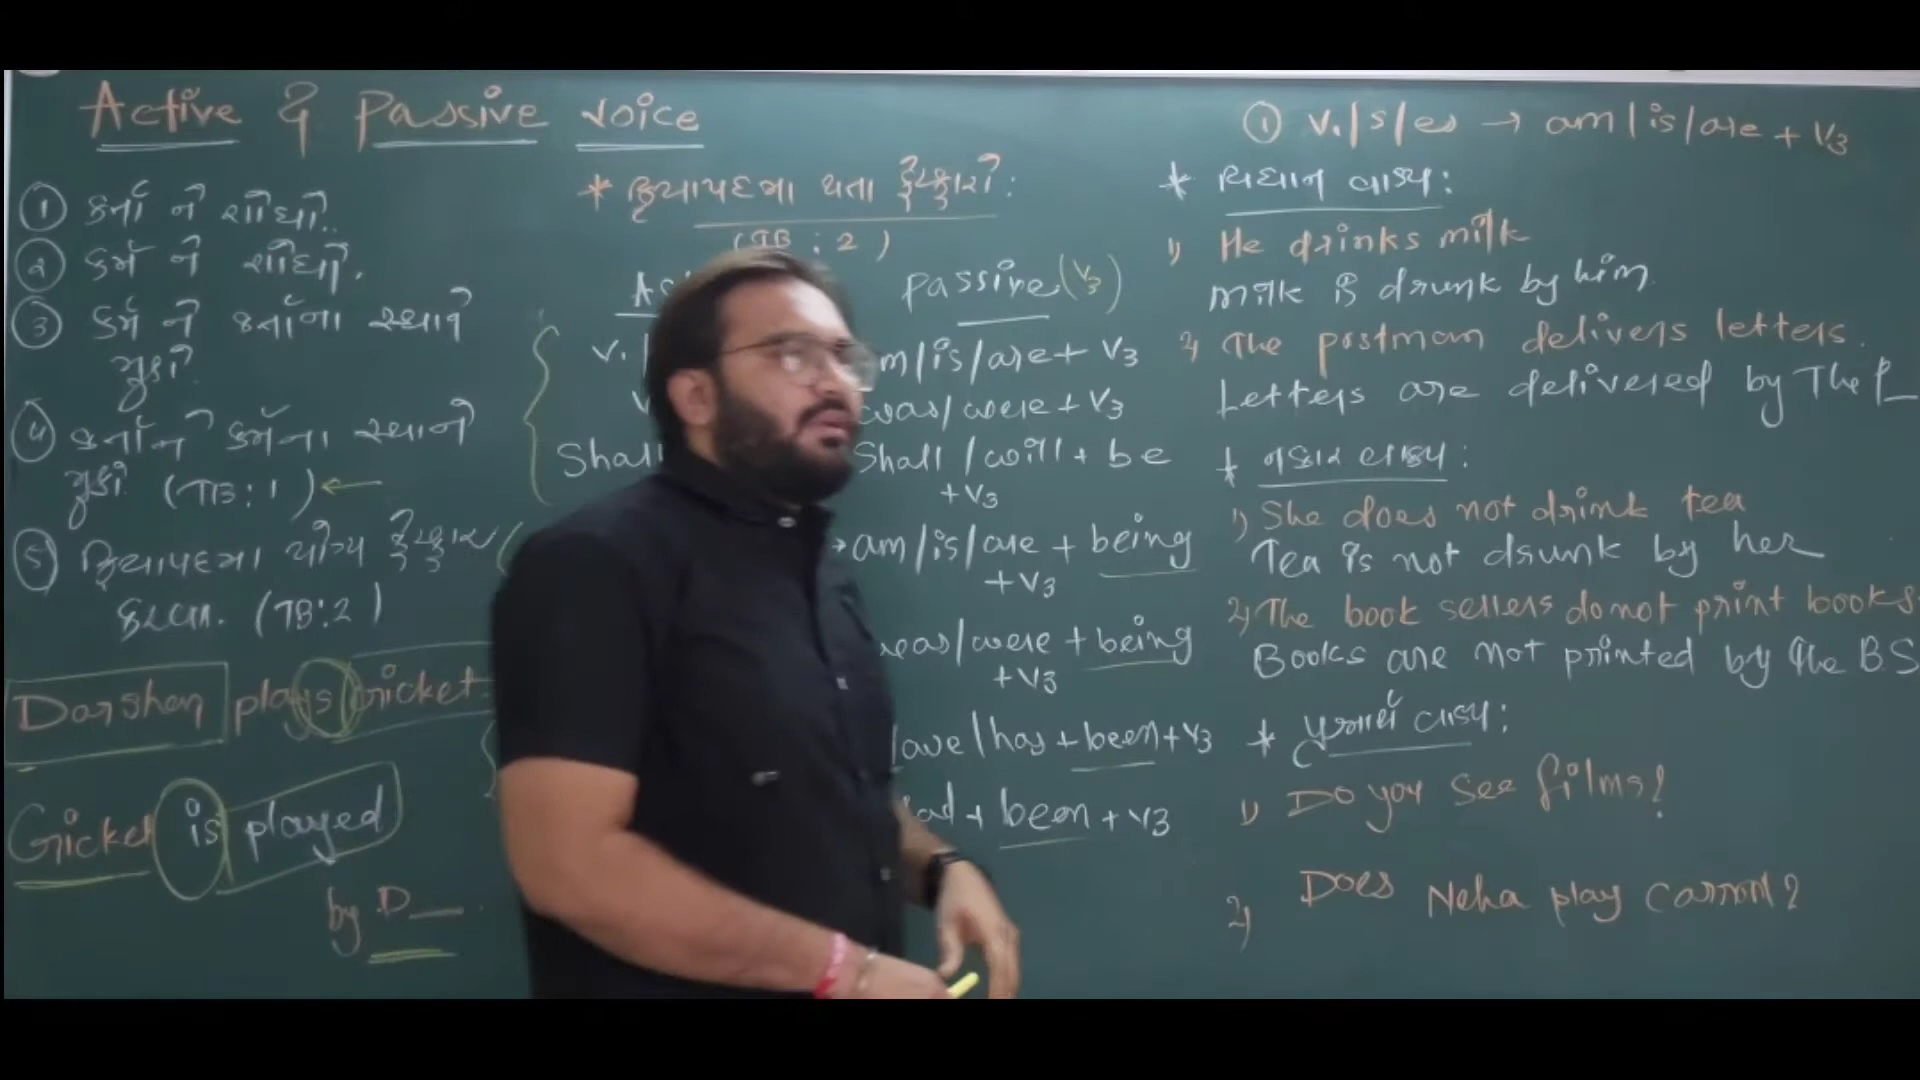 Active & Passive voice
① કર્તા ને શોધો.
② કર્મ ને શોધો.
③ કર્મ ને કર્તાના સ્થાને
મુકો.
④ કર્તાને કર્મના સ્થાને
મુકો (TB:1) ←
⑤ ક્રિયાપદમા યોગ્ય ફેરફાર
કરવા. (TB:2)
Darshan plays cricket
Cricket is played
by D__
* ક્રિયાપદમા થતા ફેરફારો:
(TB:2)
Passive (V3)
V.
am/is/are + V3
was/were + V3
Shall
Shall/will + be
+V3
→ am/is/are + being
+V3
was/were + being
+V3
have/has + been + V3
had + been + V3
① V.|s|es → am|is|are + V3
* વાક્ય:
1) He drinks milk
milk is drunk by him.
2) The postman delivers letters.
Letters are delivered by The P_
* નકાર વાક્ય:
1) She does not drink tea
Tea is not drunk by her
2) The book sellers do not print books
Books are not printed by the B.S
* પ્રશ્નાર્થ વાક્ય:
1) Do you see films?
2) Does Neha play carrom?